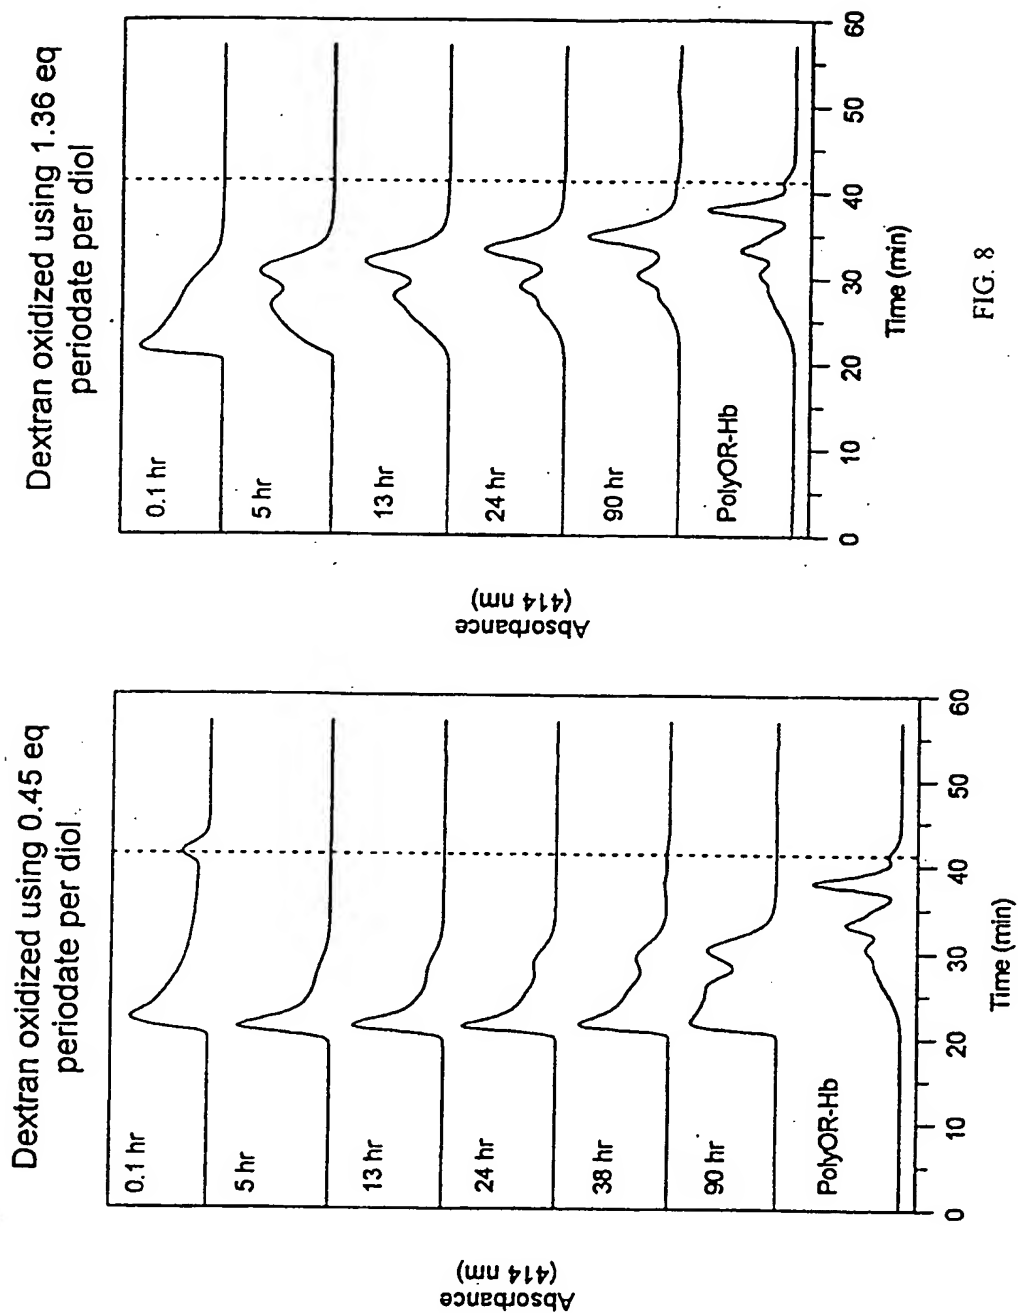 Dextran oxidized using 0.45 eq
periodate per diol
0.1 hr
5 hr
13 hr
24 hr
38 hr
90 hr
PolyOR-Hb
Absorbance
(414 nm)
0 10 20 30 40 50 60
Time (min)
Dextran oxidized using 1.36 eq
periodate per diol
0.1 hr
5 hr
13 hr
24 hr
90 hr
PolyOR-Hb
Absorbance
(414 nm)
0 10 20 30 40 50 60
Time (min)
FIG. 8